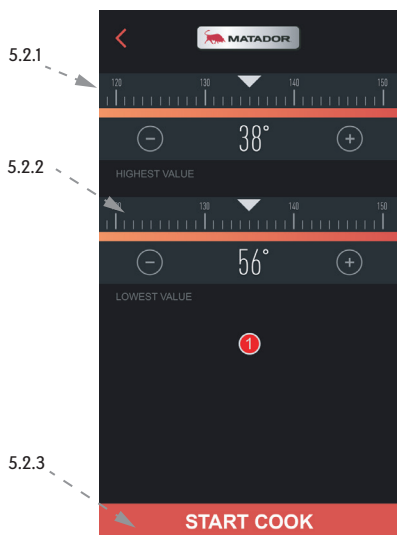 MATADOR
5.2.1
120 130 140 150
38°
HIGHEST VALUE
5.2.2
130 140 150
56°
LOWEST VALUE
1
5.2.3
START COOK